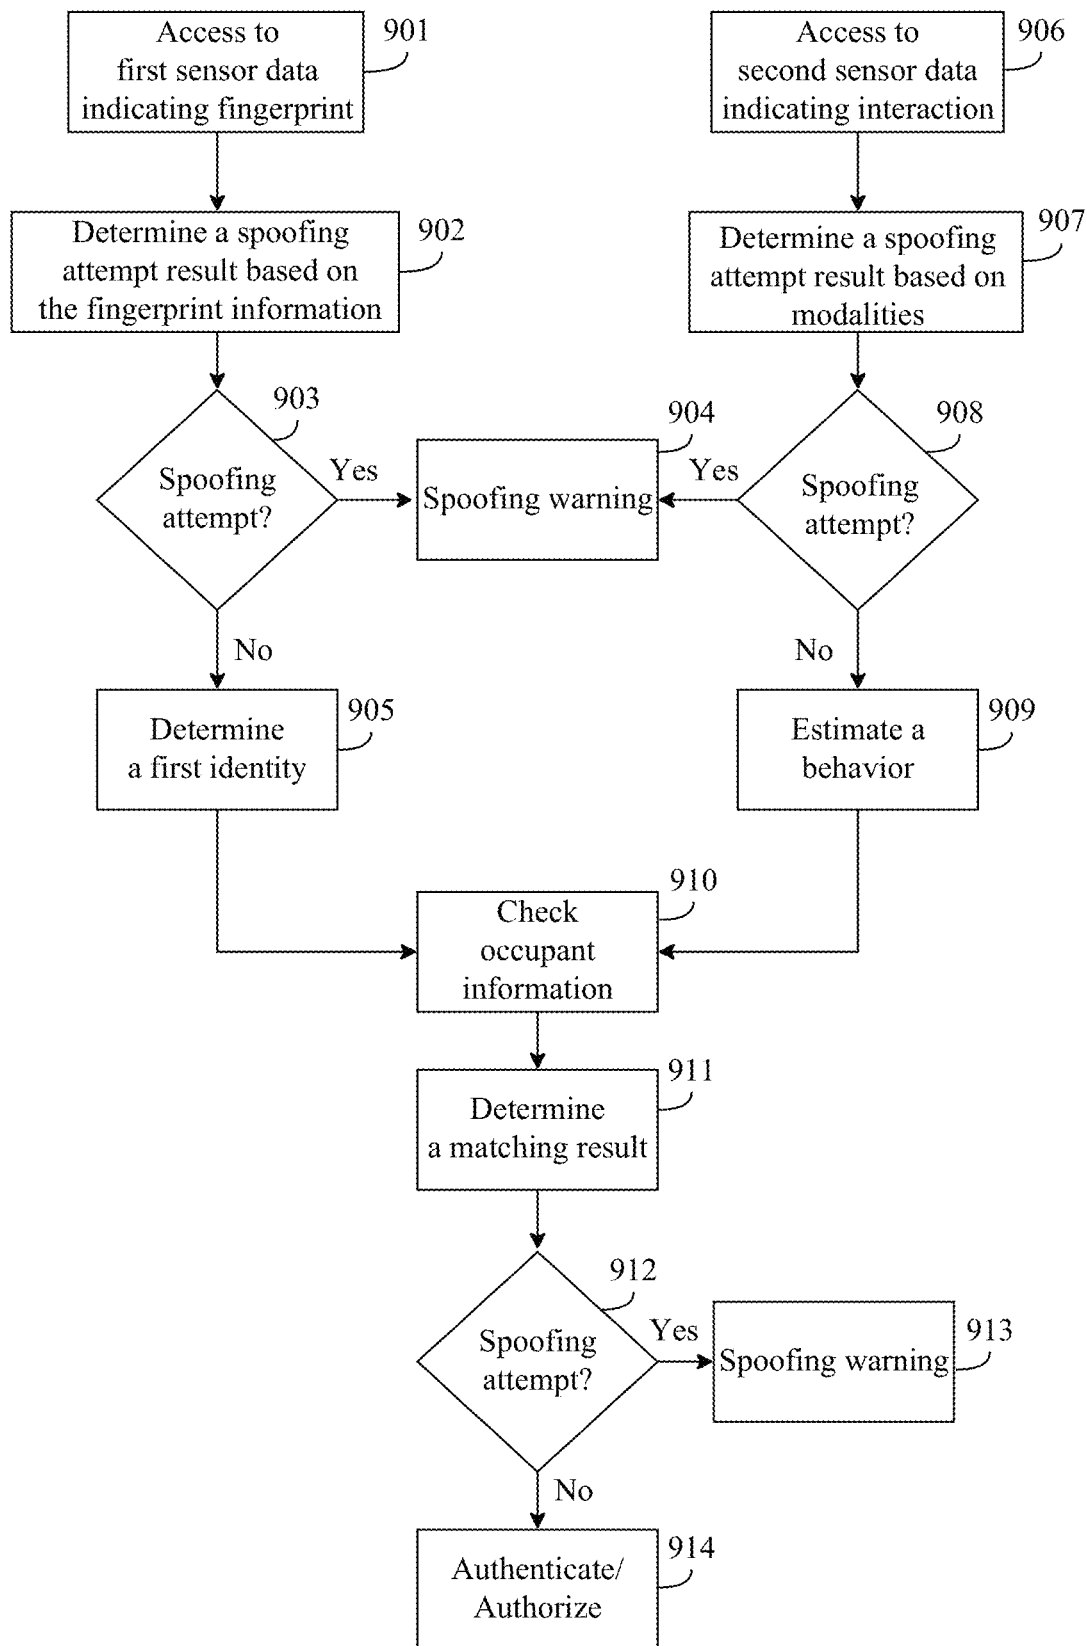 Access to
first sensor data
indicating fingerprint
901
Access to
second sensor data
indicating interaction
906
Determine a spoofing
attempt result based on
the fingerprint information
902
Determine a spoofing
attempt result based on
modalities
907
903
Spoofing
attempt?
Yes
904
Spoofing warning
Yes
908
Spoofing
attempt?
No
No
Determine
a first identity
905
Estimate a
behavior
909
910
Check
occupant
information
911
Determine
a matching result
912
Spoofing
attempt?
Yes
Spoofing warning
913
No
Authenticate/
Authorize
914